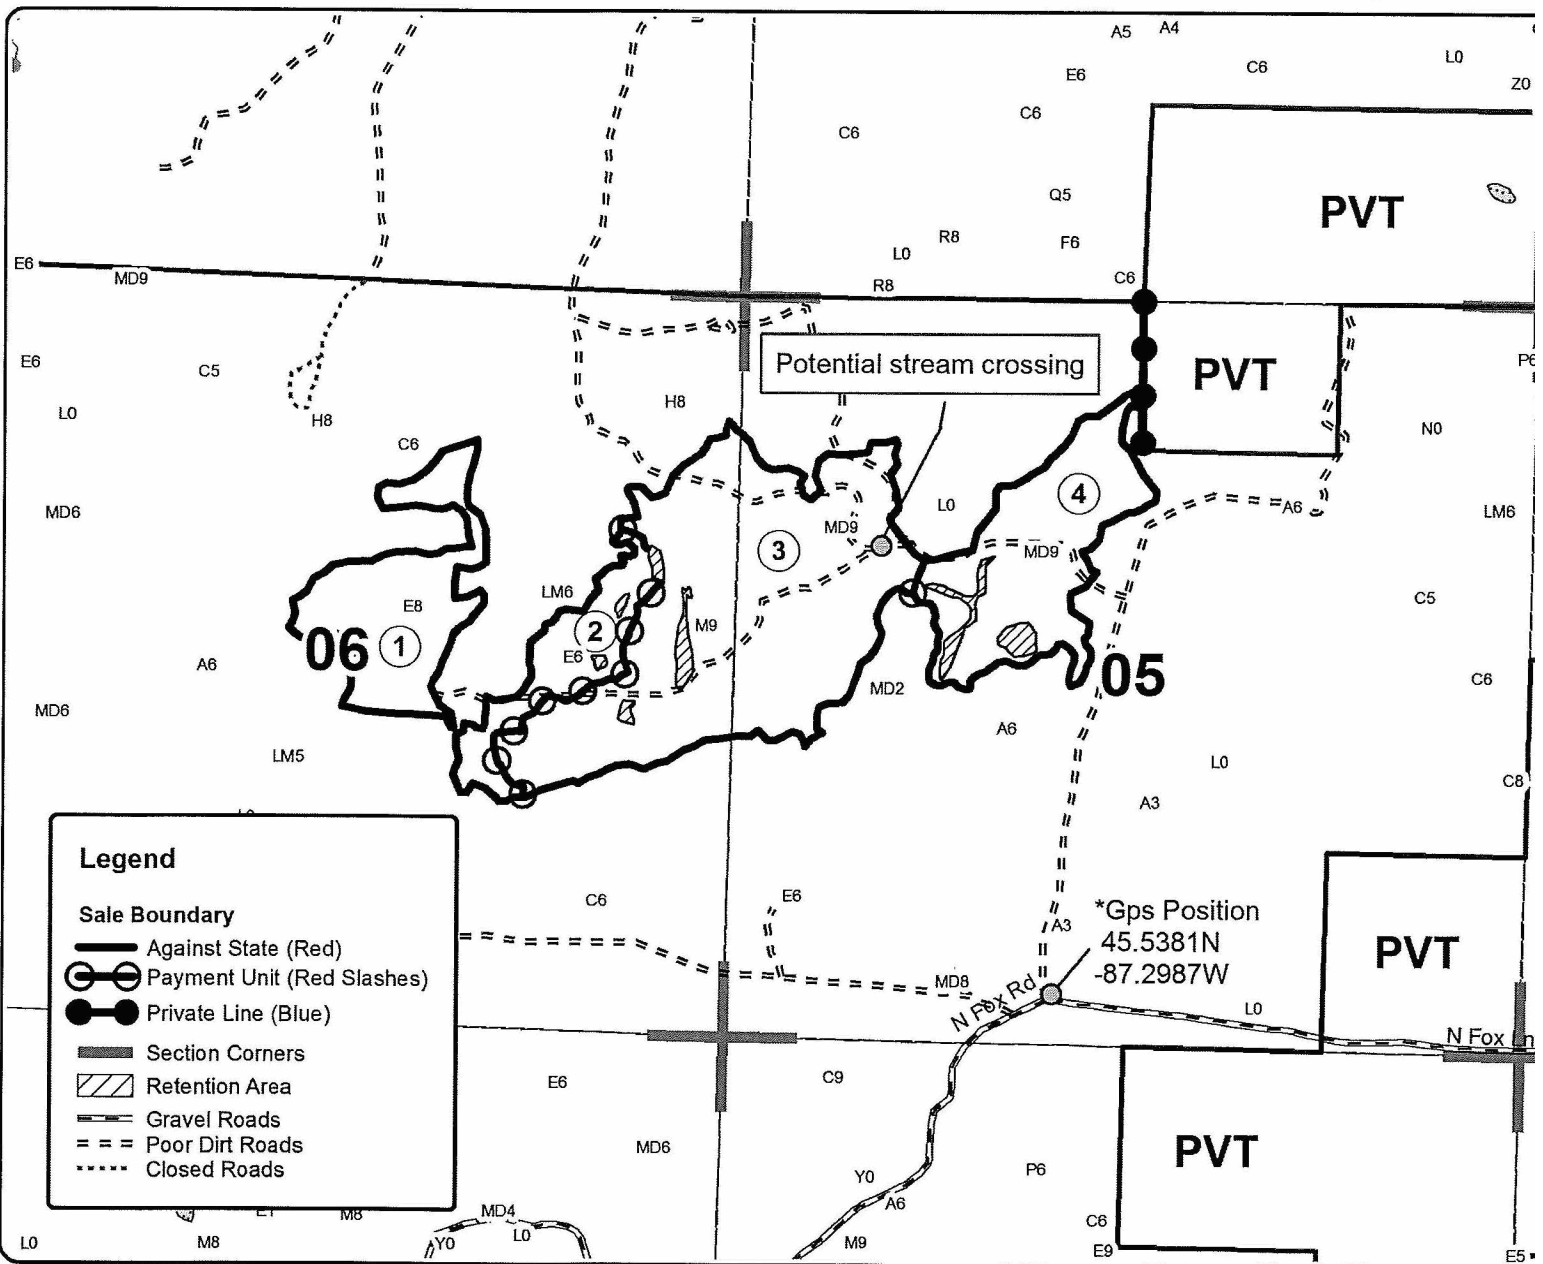 A5 A4
L0
C6
E6
Z0
C6
C6
PVT
Q5
R8
F6
L0
E6
MD9
C6
R8
Potential stream crossing
PVT
E6
C5
L0
H8
H8
C6
N0
MD6
4
L0
A6
LM6
MD9
3
MD9
LM6
E8
C5
2
M9
06
1
E6
A6
05
MD2
C6
MD6
A6
LM5
L0
C8
A3
Legend
Sale Boundary
Against State (Red)
Payment Unit (Red Slashes)
Private Line (Blue)
Section Corners
Retention Area
Gravel Roads
Poor Dirt Roads
Closed Roads
C6
E6
*Gps Position
45.5381N
-87.2987W
A3
PVT
MD8
N Fox Rd
L0
N Fox Ln
E6
C9
MD6
PVT
P6
Y0
A6
C6
MD4
L0
M8
L0
M8
Y0
M9
E9
E5